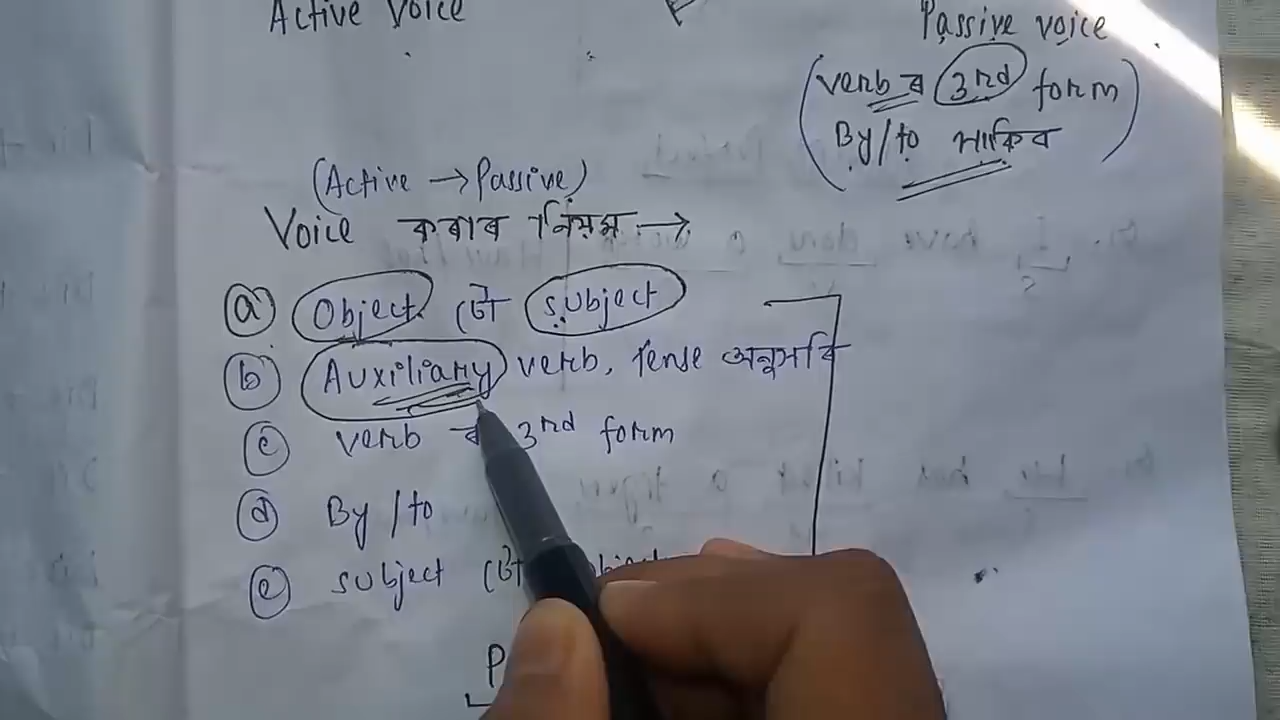 Active Voice
Passive voice
(verb ৰ 3rd form
By/to থাকিব)
(Active → Passive)
Voice কৰাৰ নিয়ম →
(a) Object টো subject
(b) Auxiliary verb, tense অনুসৰি
(c) verb ৰ 3rd form
(d) By/to
(e) subject টো
P